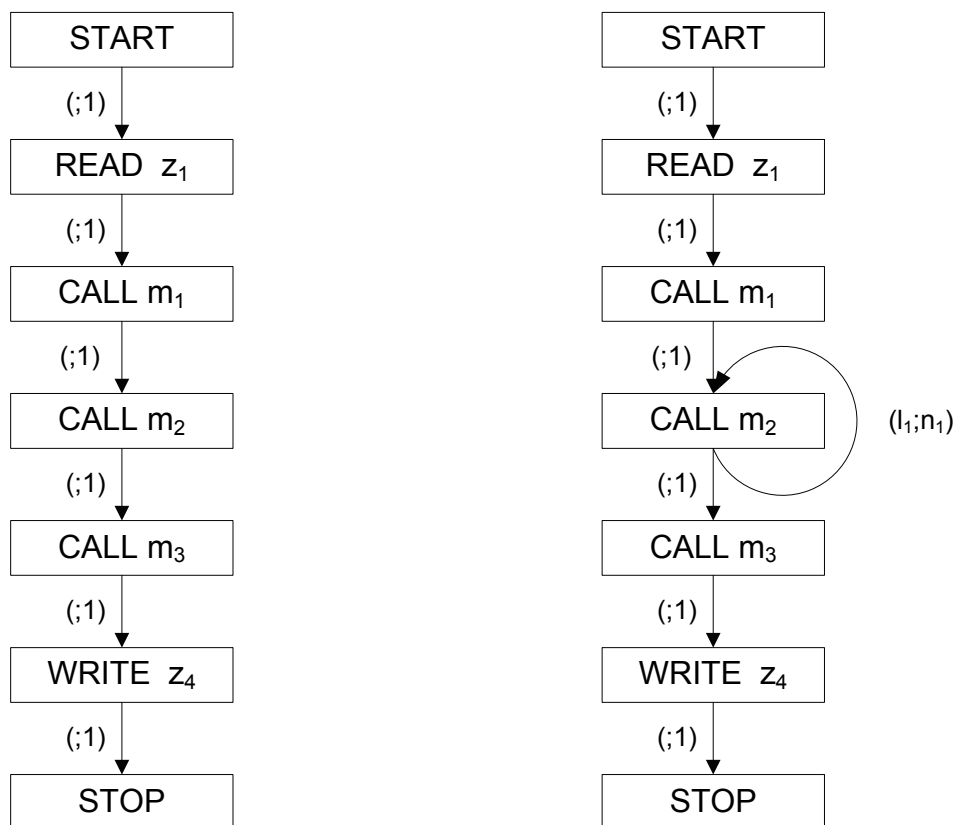 START
(;1)
READ z₁
(;1)
CALL m₁
(;1)
CALL m₂
(;1)
CALL m₃
(;1)
WRITE z₄
(;1)
STOP
START
(;1)
READ z₁
(;1)
CALL m₁
(;1)
CALL m₂
(l₁;n₁)
(;1)
CALL m₃
(;1)
WRITE z₄
(;1)
STOP